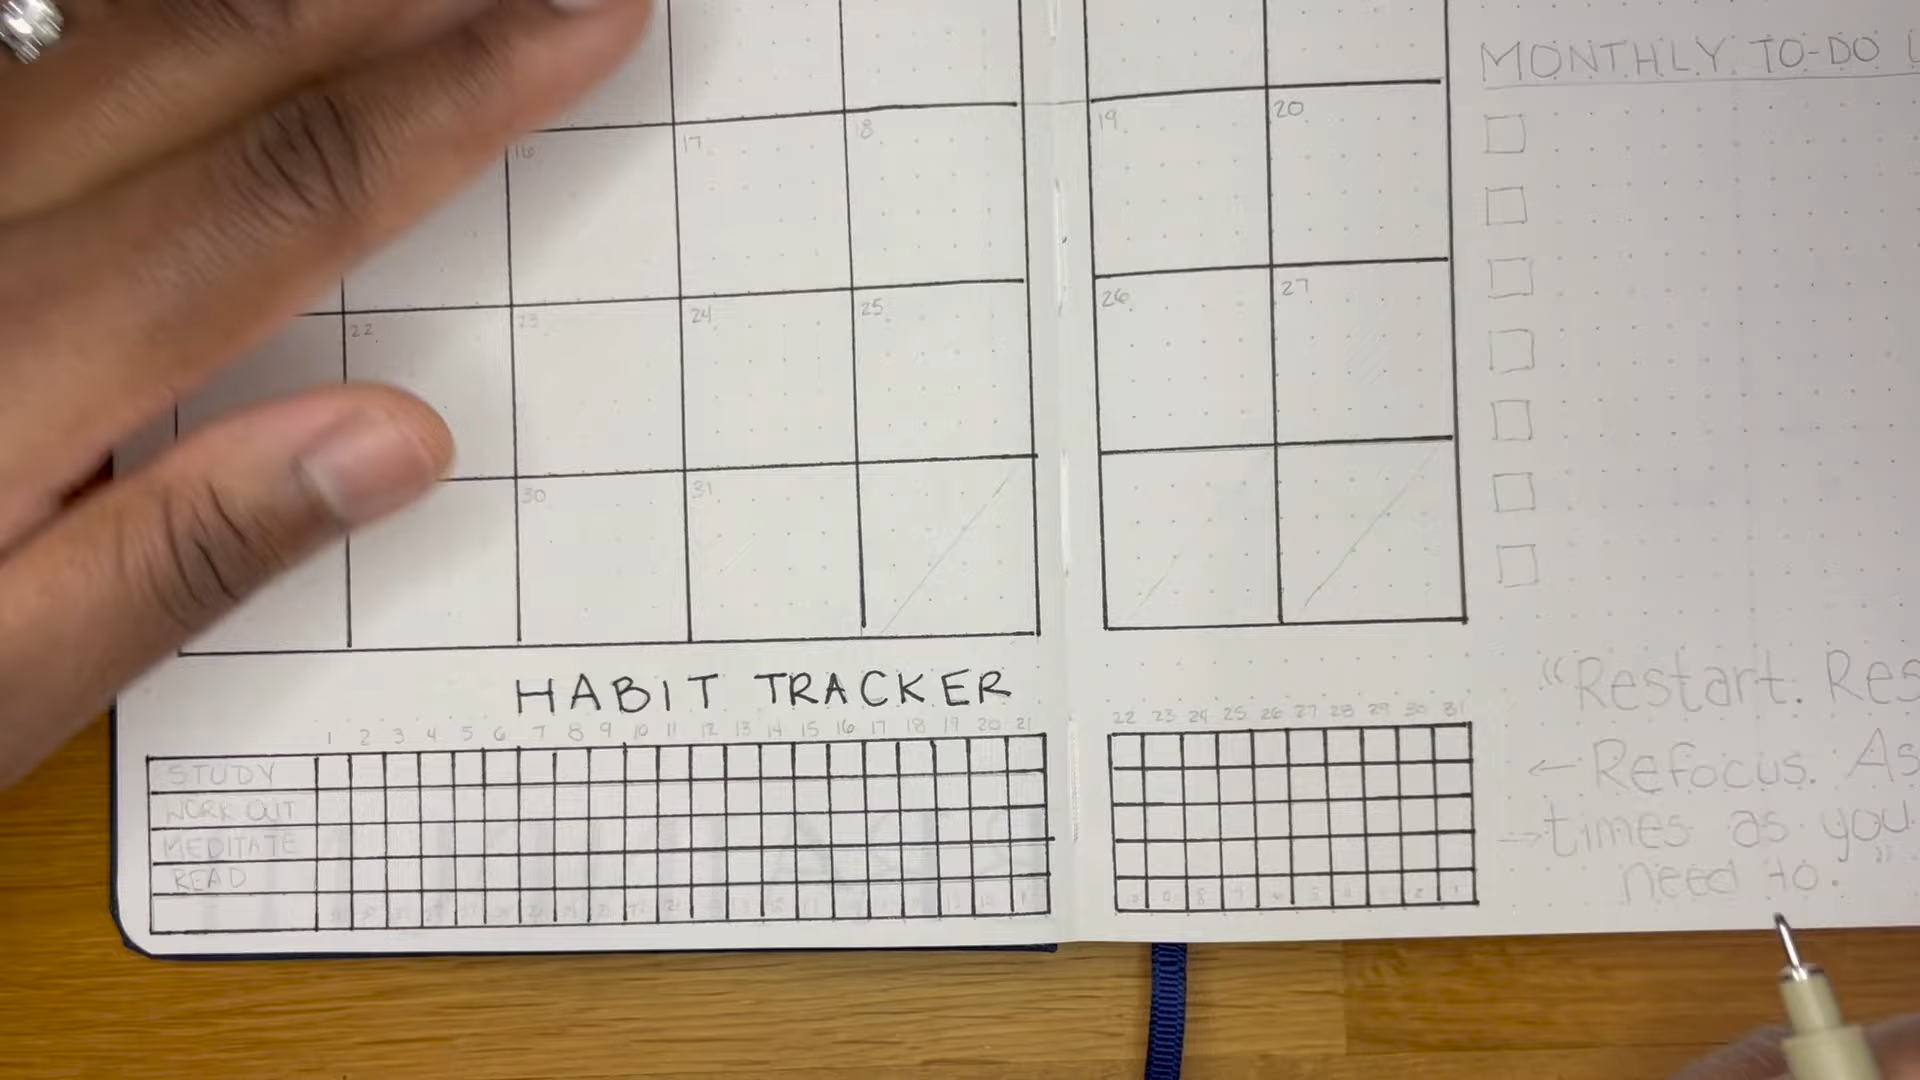 MONTHLY TO-DO
16 17 18 19 20
22 23 24 25 26 27
30 31
HABIT TRACKER
1 2 3 4 5 6 7 8 9 10 11 12 13 14 15 16 17 18 19 20 21 22 23 24 25 26 27 28 29 30 31
STUDY
WORK OUT
MEDITATE
READ
“Restart. Res
← Refocus. As
→ times as you
need to.”